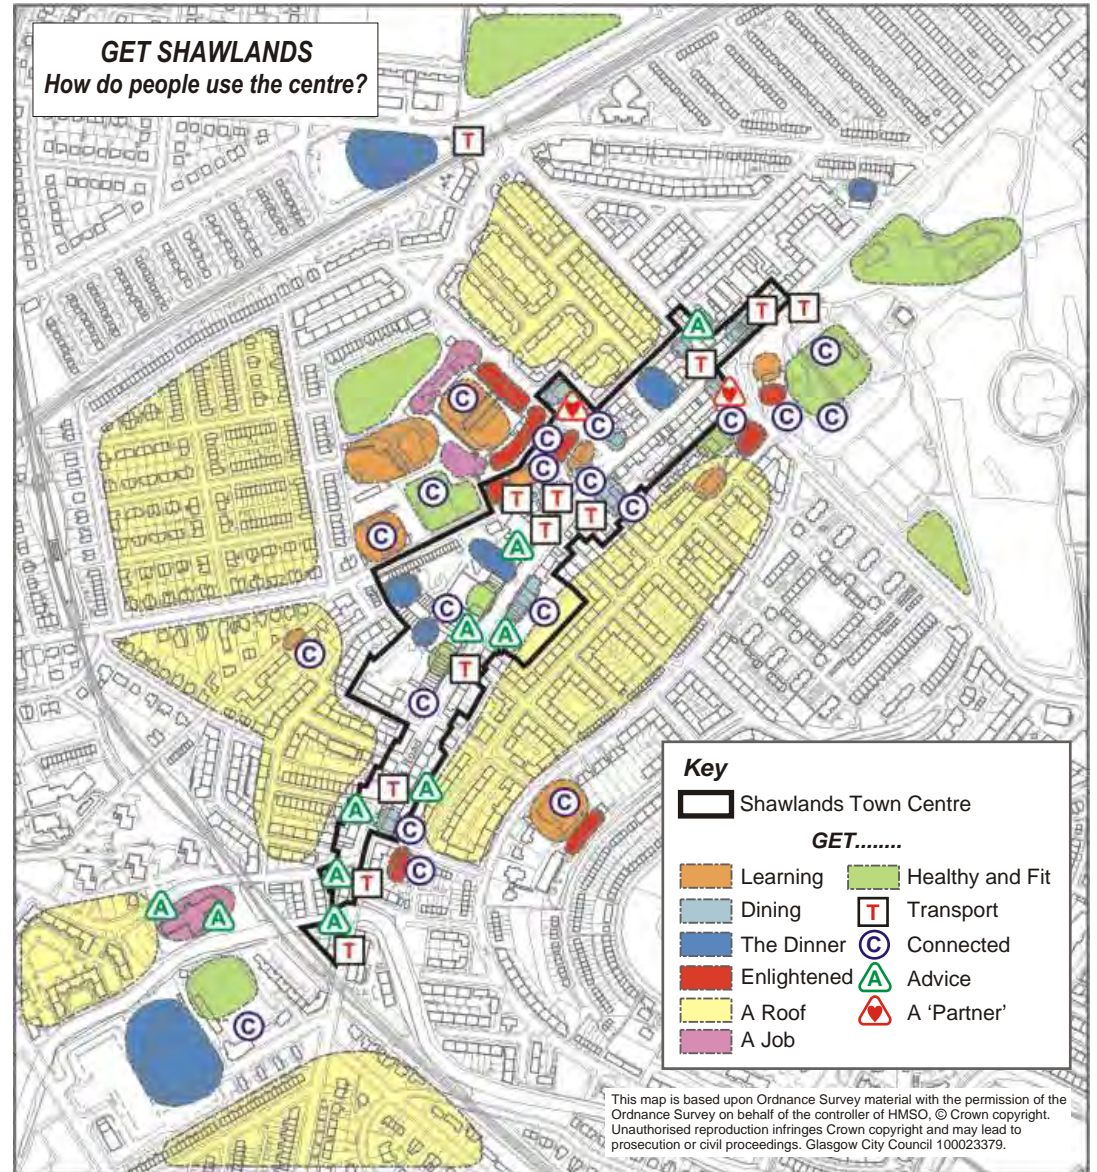 GET SHAWLANDS
How do people use the centre?
T
A
T
T
T
C
C
C
C
C
C
C
C
C
C
C
C
T
T
T
T
C
A
C
C
A
A
C
T
C
T
A
A
C
C
C
A
T
A
A
A
T
C
Key
Shawlands Town Centre
GET........
Learning
Healthy and Fit
Dining
T
Transport
The Dinner
C
Connected
Enlightened
A
Advice
A Roof
A 'Partner'
A Job
This map is based upon Ordnance Survey material with the permission of the
Ordnance Survey on behalf of the controller of HMSO, © Crown copyright.
Unauthorised reproduction infringes Crown copyright and may lead to
prosecution or civil proceedings. Glasgow City Council 100023379.